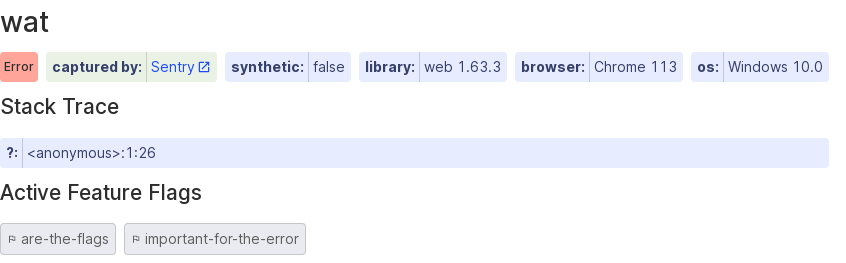 wat
Error captured by: Sentry synthetic: false library: web 1.63.3 browser: Chrome 113 os: Windows 10.0
Stack Trace
?: <anonymous>:1:26
Active Feature Flags
are-the-flags important-for-the-error